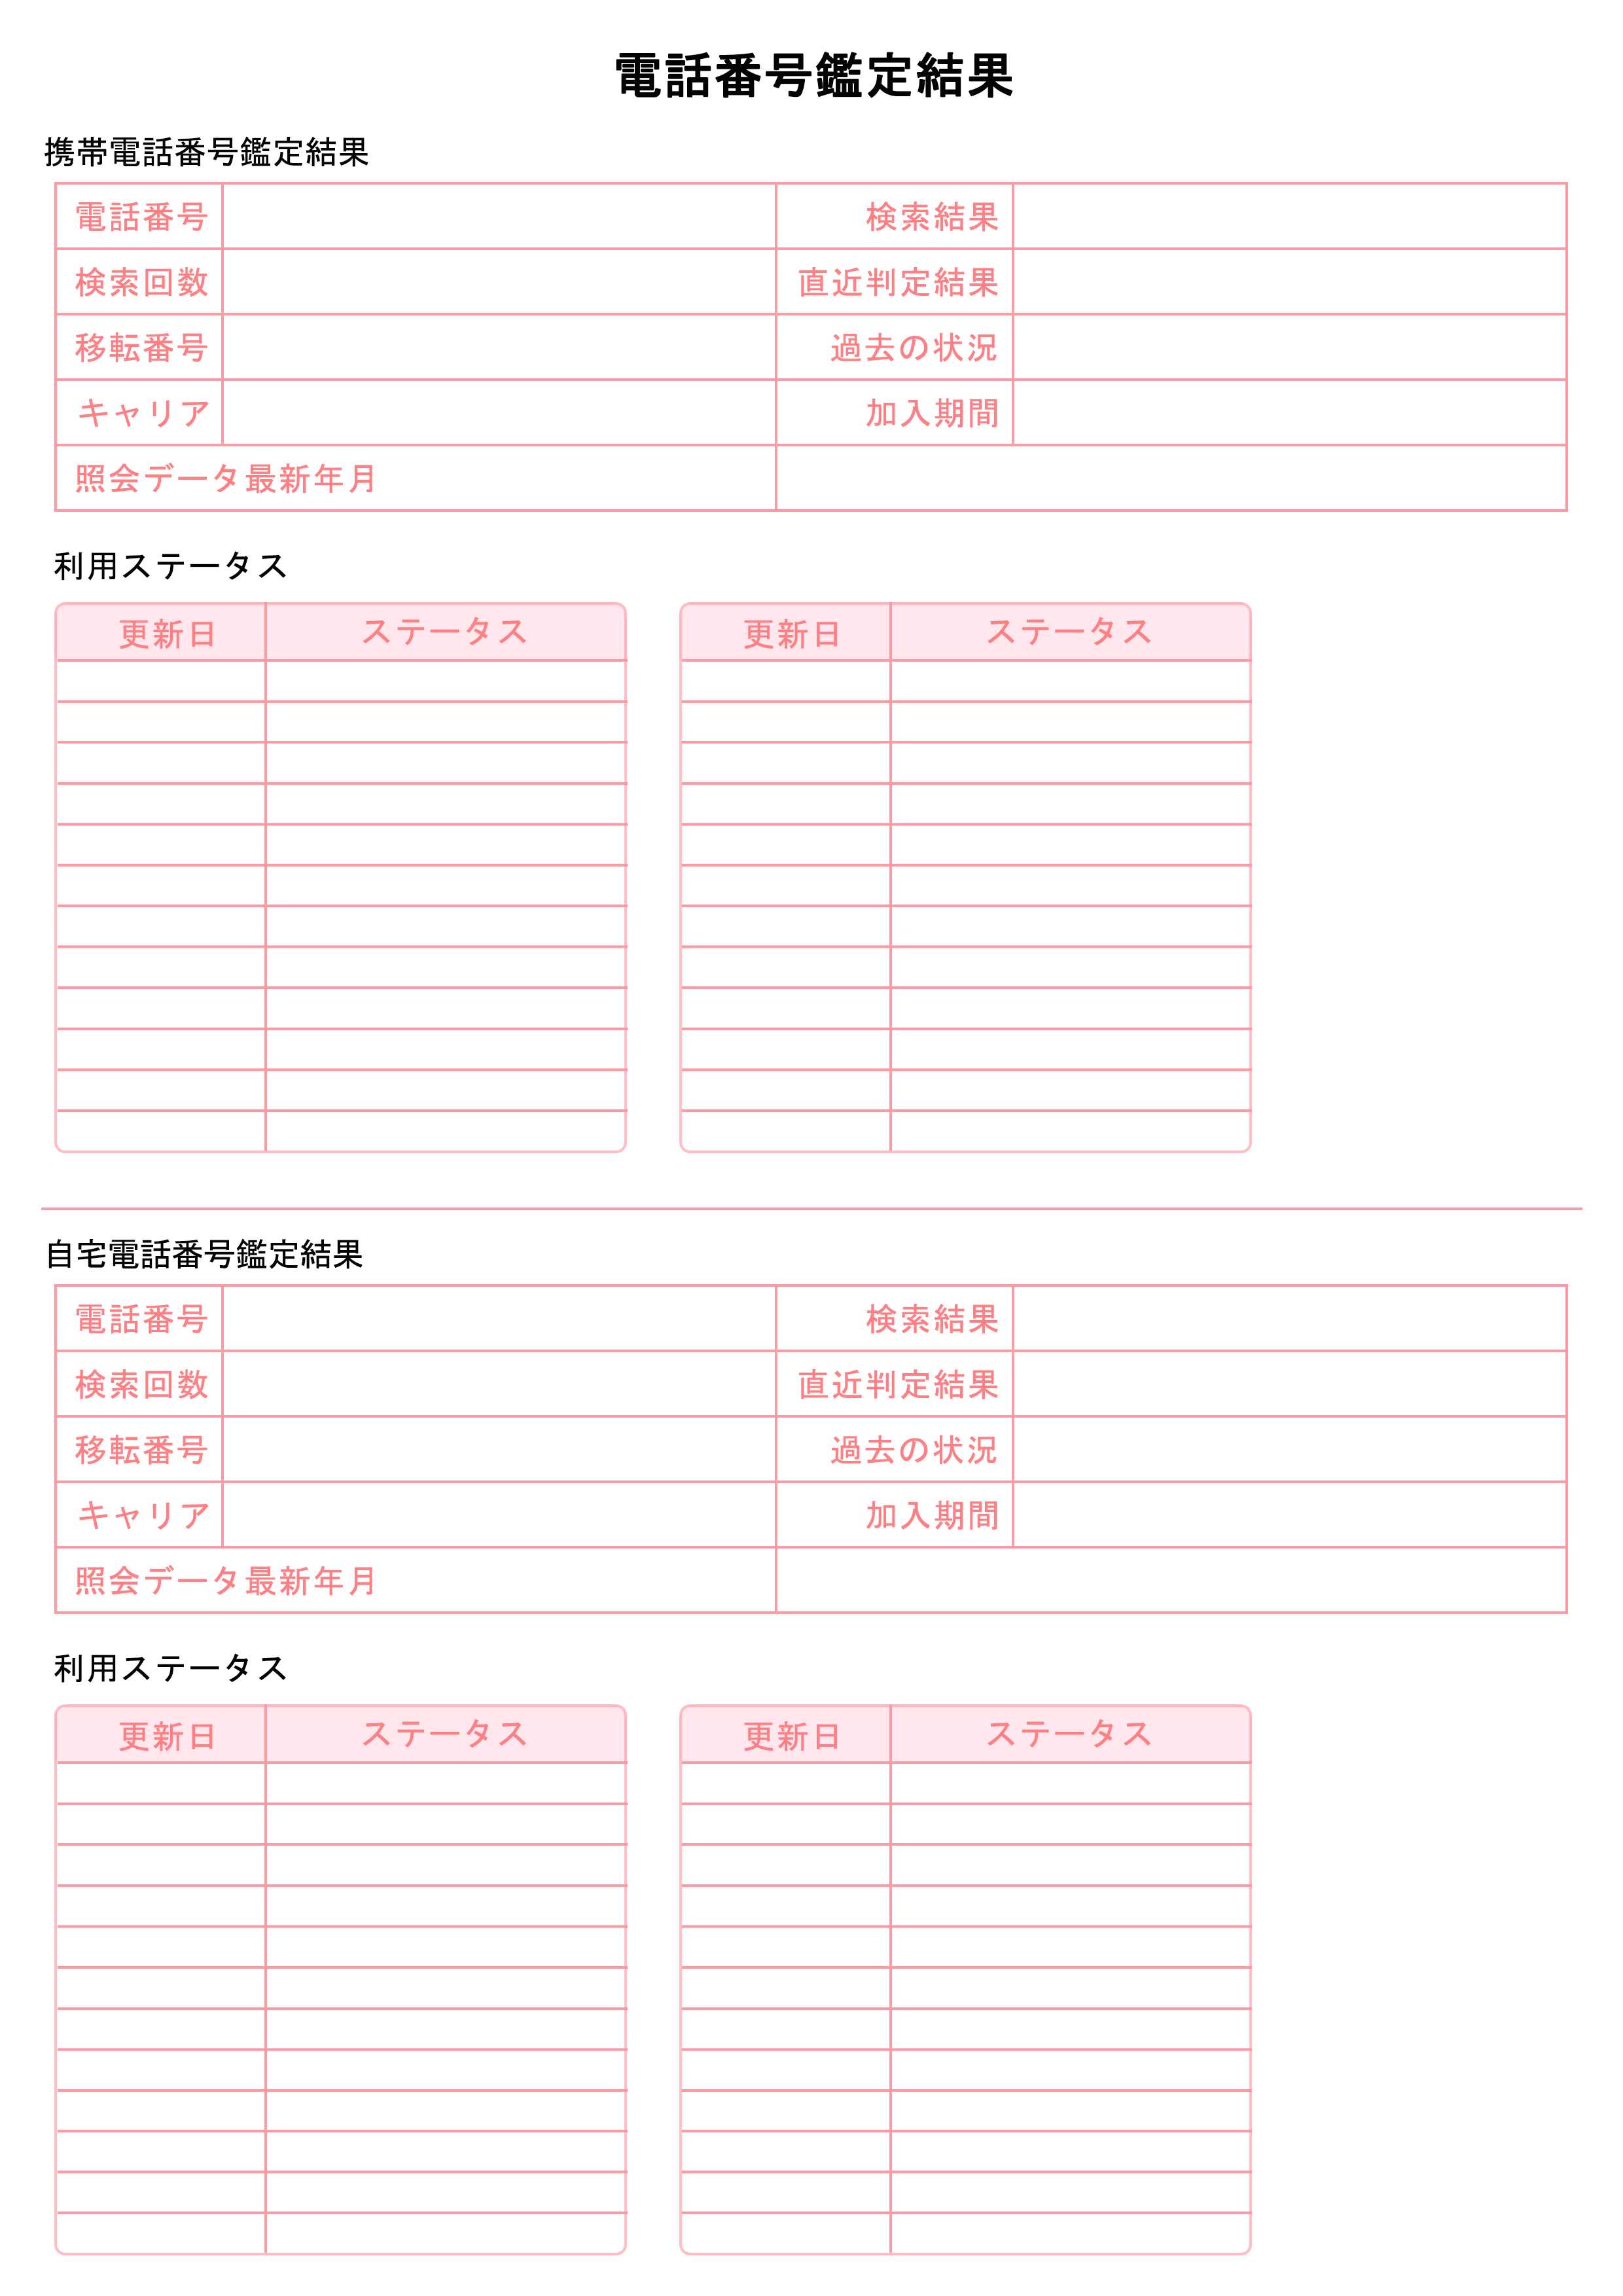 電話番号鑑定結果
携帯電話番号鑑定結果
電話番号 検索結果
検索回数 直近判定結果
移転番号 過去の状況
キャリア 加入期間
照会データ最新年月
利用ステータス
更新日 ステータス 更新日 ステータス
自宅電話番号鑑定結果
電話番号 検索結果
検索回数 直近判定結果
移転番号 過去の状況
キャリア 加入期間
照会データ最新年月
利用ステータス
更新日 ステータス 更新日 ステータス